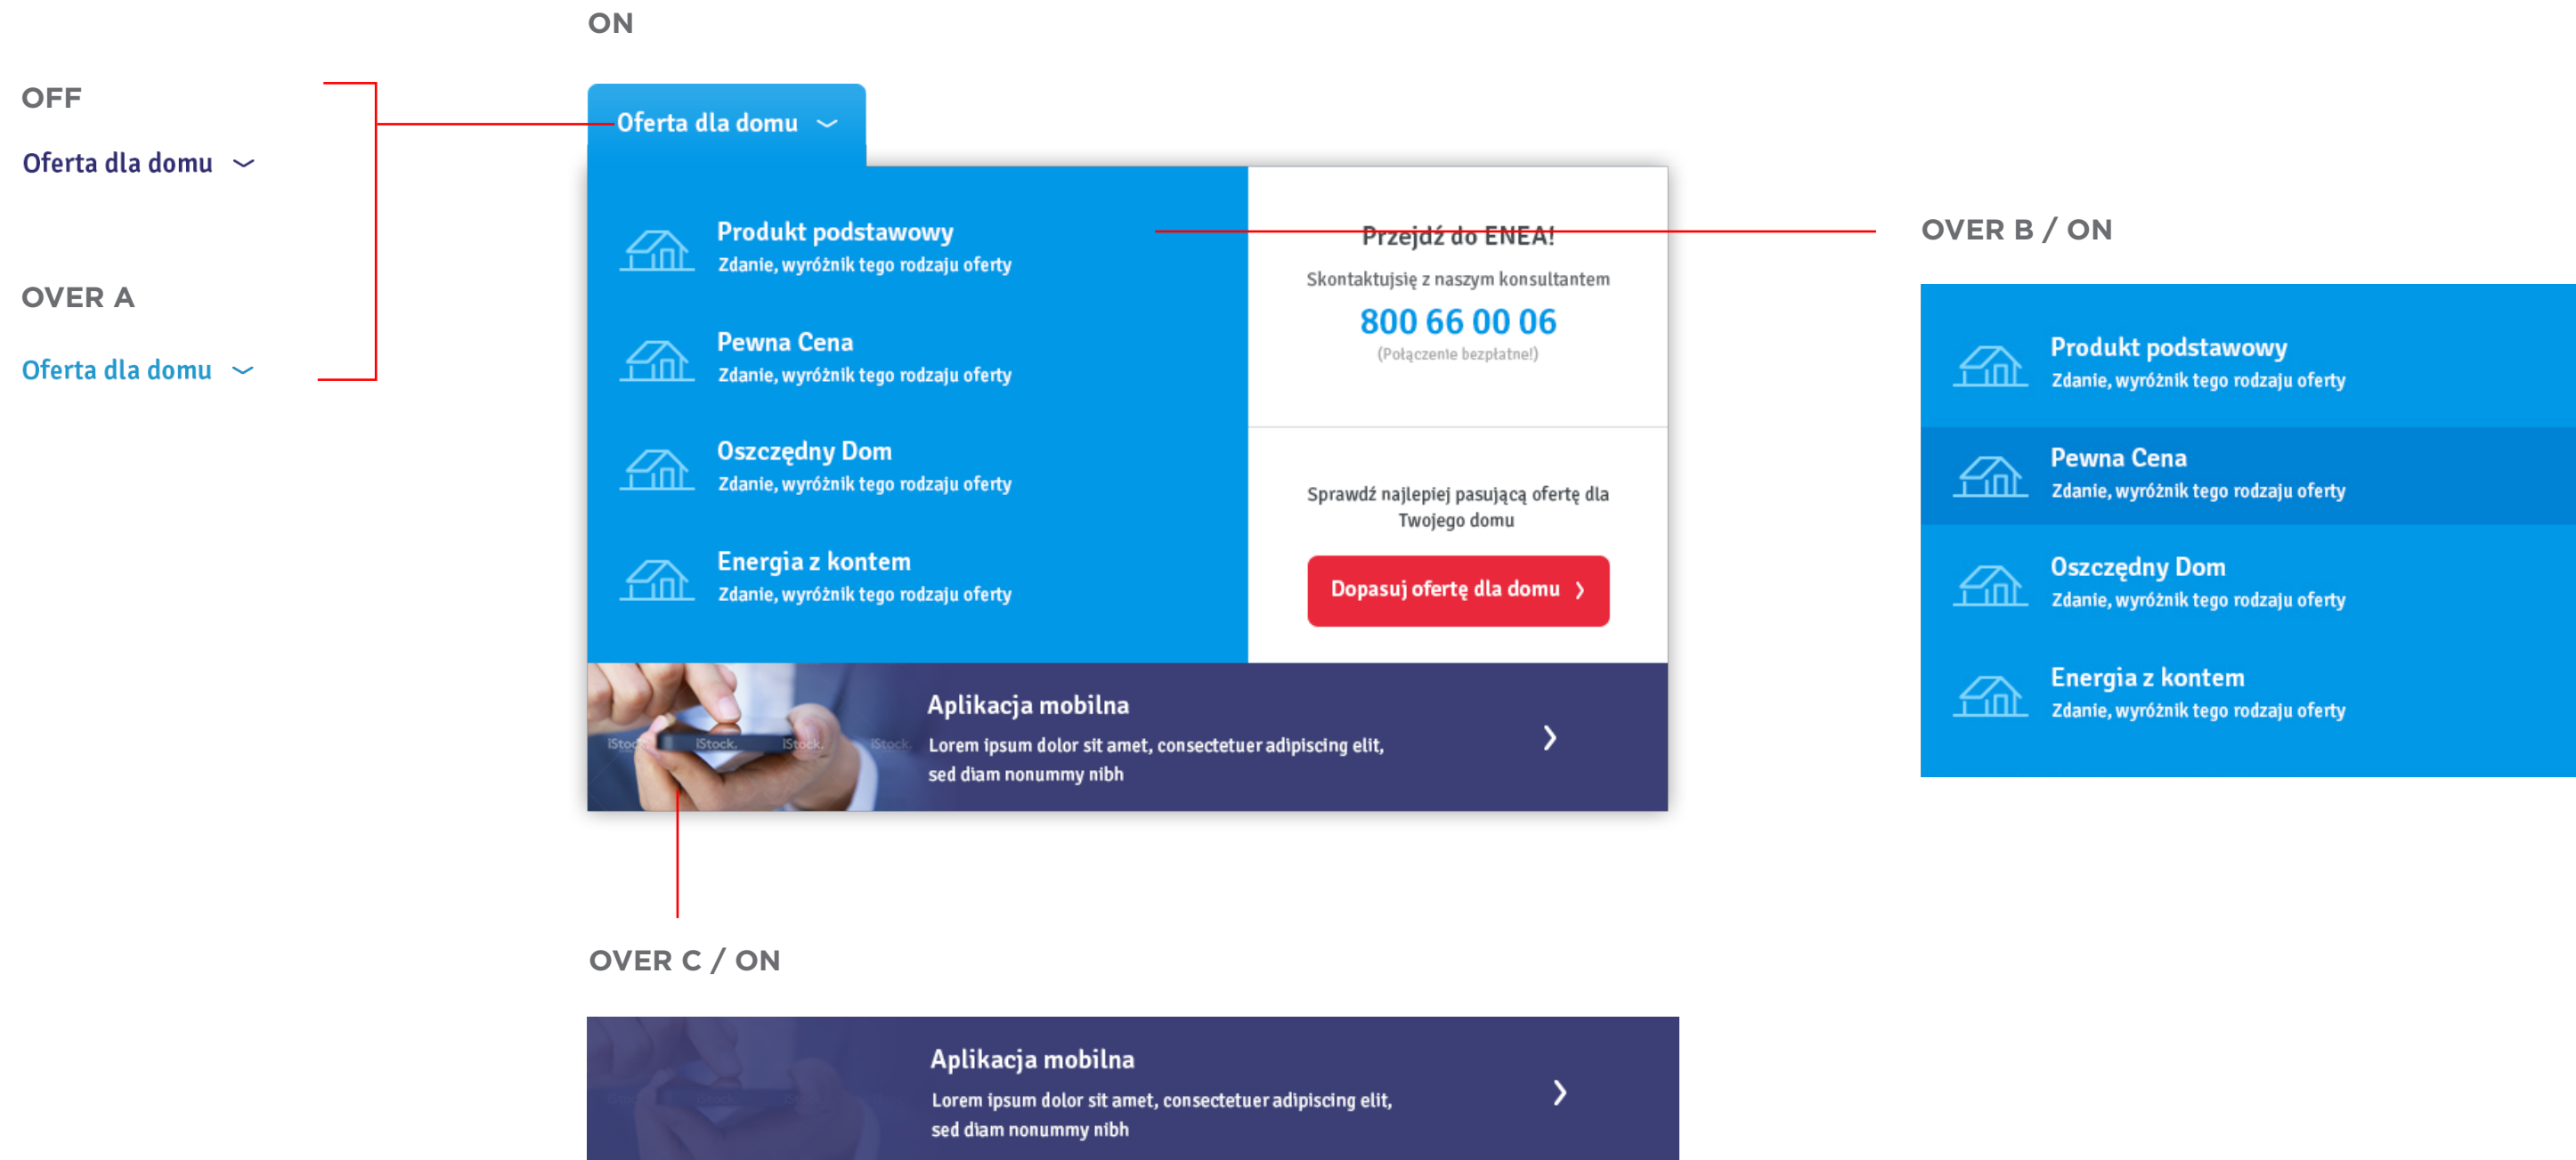 ON
OFF
Oferta dla domu
OVER A
Oferta dla domu
Oferta dla domu
Produkt podstawowy
Zdanie, wyróżnik tego rodzaju oferty
Pewna Cena
Zdanie, wyróżnik tego rodzaju oferty
Oszczędny Dom
Zdanie, wyróżnik tego rodzaju oferty
Energia z kontem
Zdanie, wyróżnik tego rodzaju oferty
Przejdź do ENEA!
Skontaktujsię z naszym konsultantem
800 66 00 06
(Połączenie bezpłatne!)
Sprawdź najlepiej pasującą ofertę dla
Twojego domu
Dopasuj ofertę dla domu
iStock. iStock. iStock. iStock.
Aplikacja mobilna
Lorem ipsum dolor sit amet, consectetuer adipiscing elit,
sed diam nonummy nibh
OVER B / ON
Produkt podstawowy
Zdanie, wyróżnik tego rodzaju oferty
Pewna Cena
Zdanie, wyróżnik tego rodzaju oferty
Oszczędny Dom
Zdanie, wyróżnik tego rodzaju oferty
Energia z kontem
Zdanie, wyróżnik tego rodzaju oferty
OVER C / ON
Aplikacja mobilna
Lorem ipsum dolor sit amet, consectetuer adipiscing elit,
sed diam nonummy nibh